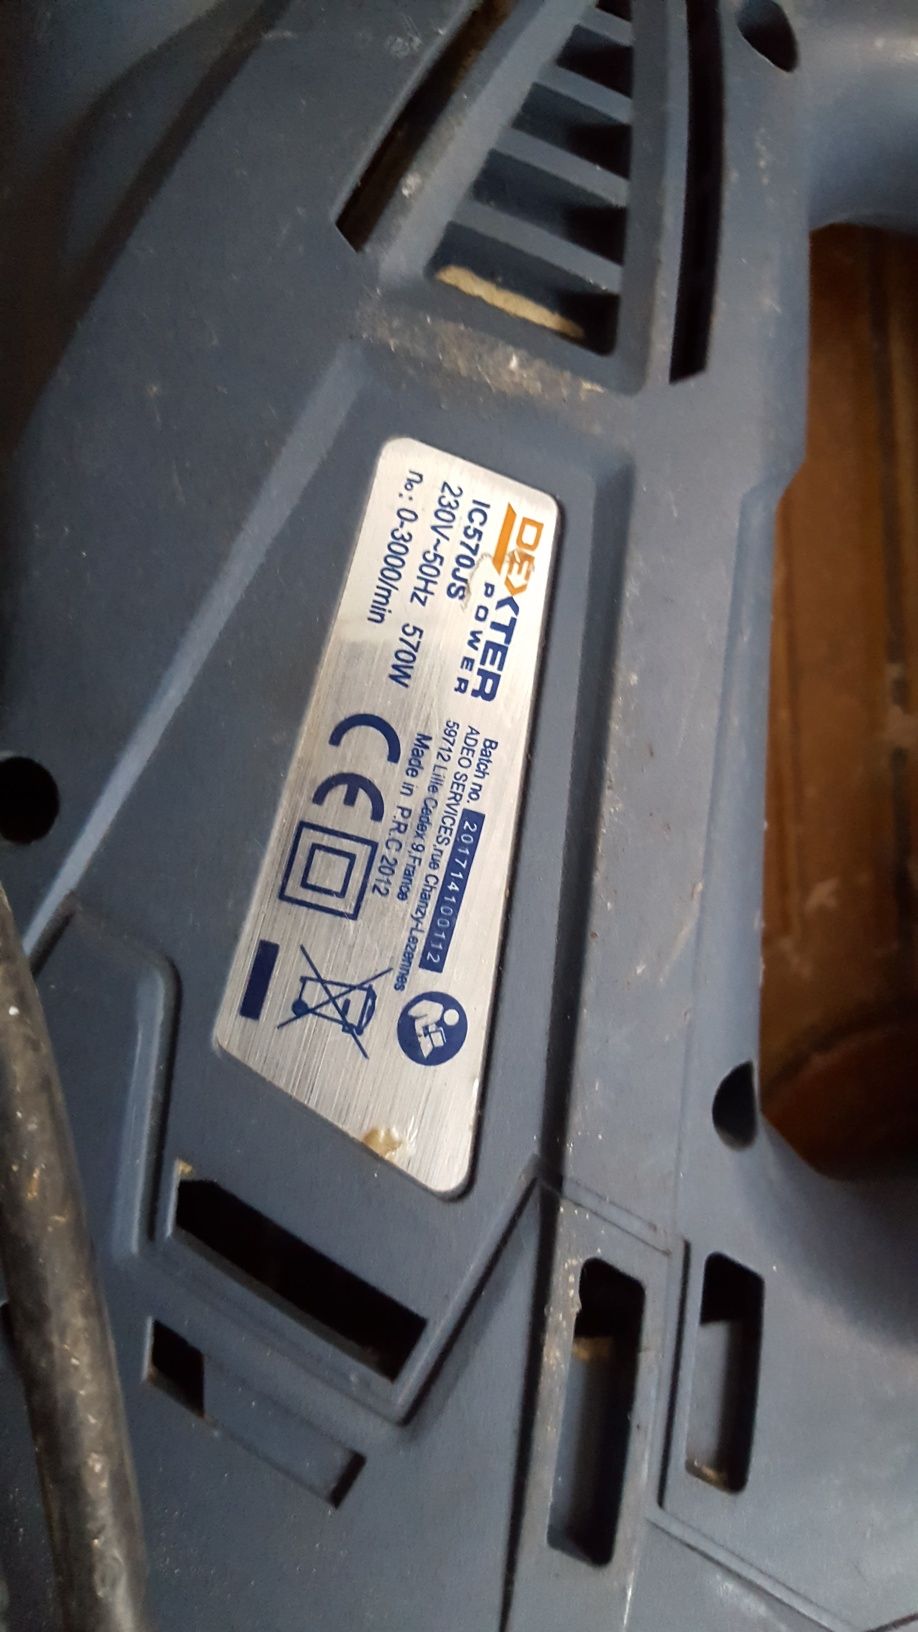 DEXTER
POWER
IC570JS
230V~50Hz 570W
n₀: 0-3000/min
Batch no. 201714100112
ADEO SERVICES, rue Chanzy-Lezennes
59712 Lille Cedex 9, France
Made in P.R.C 2012
CE